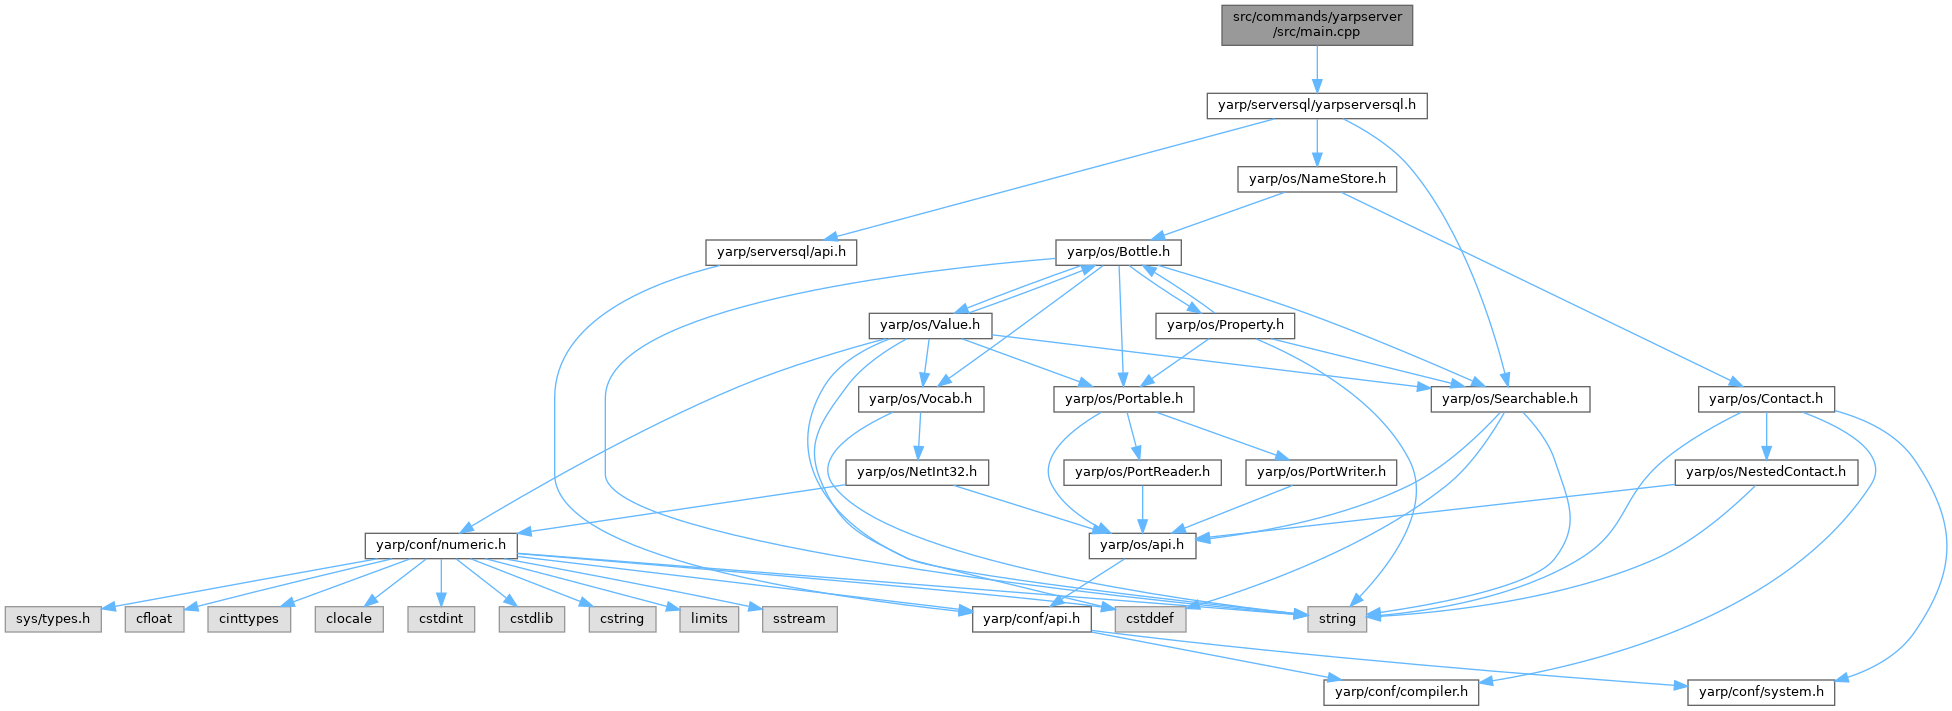 src/commands/yarpserver
/src/main.cpp
yarp/serversql/yarpserversql.h
yarp/os/NameStore.h
yarp/serversql/api.h
yarp/os/Bottle.h
yarp/os/Value.h
yarp/os/Property.h
yarp/os/Vocab.h
yarp/os/Portable.h
yarp/os/Searchable.h
yarp/os/Contact.h
yarp/os/NetInt32.h
yarp/os/PortReader.h
yarp/os/PortWriter.h
yarp/os/NestedContact.h
yarp/conf/numeric.h
yarp/os/api.h
sys/types.h
cfloat
cinttypes
clocale
cstdint
cstdlib
cstring
limits
sstream
yarp/conf/api.h
cstddef
string
yarp/conf/compiler.h
yarp/conf/system.h